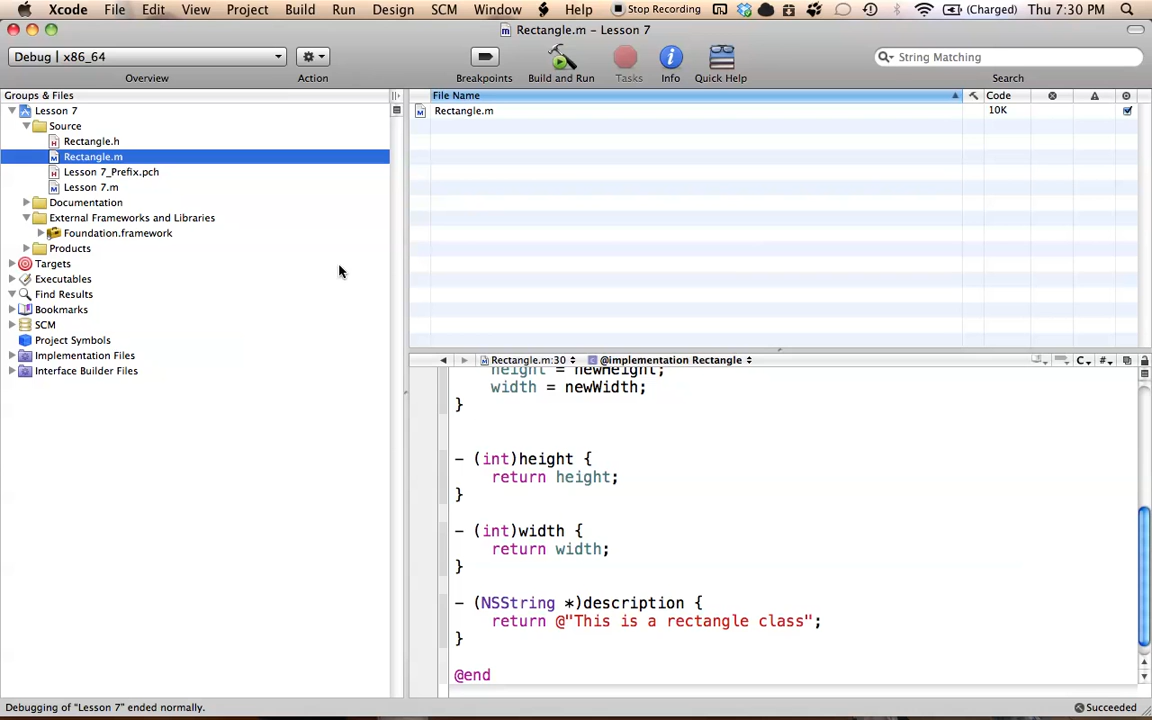 Xcode File Edit View Project Build Run Design SCM Window Help Stop Recording (Charged) Thu 7:30 PM
Rectangle.m – Lesson 7
Debug | x86_64
String Matching
Overview Action Breakpoints Build and Run Tasks Info Quick Help Search
Groups & Files
File Name Code
Lesson 7
Rectangle.m 10K
Source
Rectangle.h
Rectangle.m
Lesson 7_Prefix.pch
Lesson 7.m
Documentation
External Frameworks and Libraries
Foundation.framework
Products
Targets
Executables
Find Results
Bookmarks
SCM
Project Symbols
Implementation Files
Interface Builder Files
Rectangle.m:30 @implementation Rectangle C #
height = newHeight;
width = newWidth;
}
- (int)height {
return height;
}
- (int)width {
return width;
}
- (NSString *)description {
return @"This is a rectangle class";
}
@end
Debugging of "Lesson 7" ended normally.
Succeeded